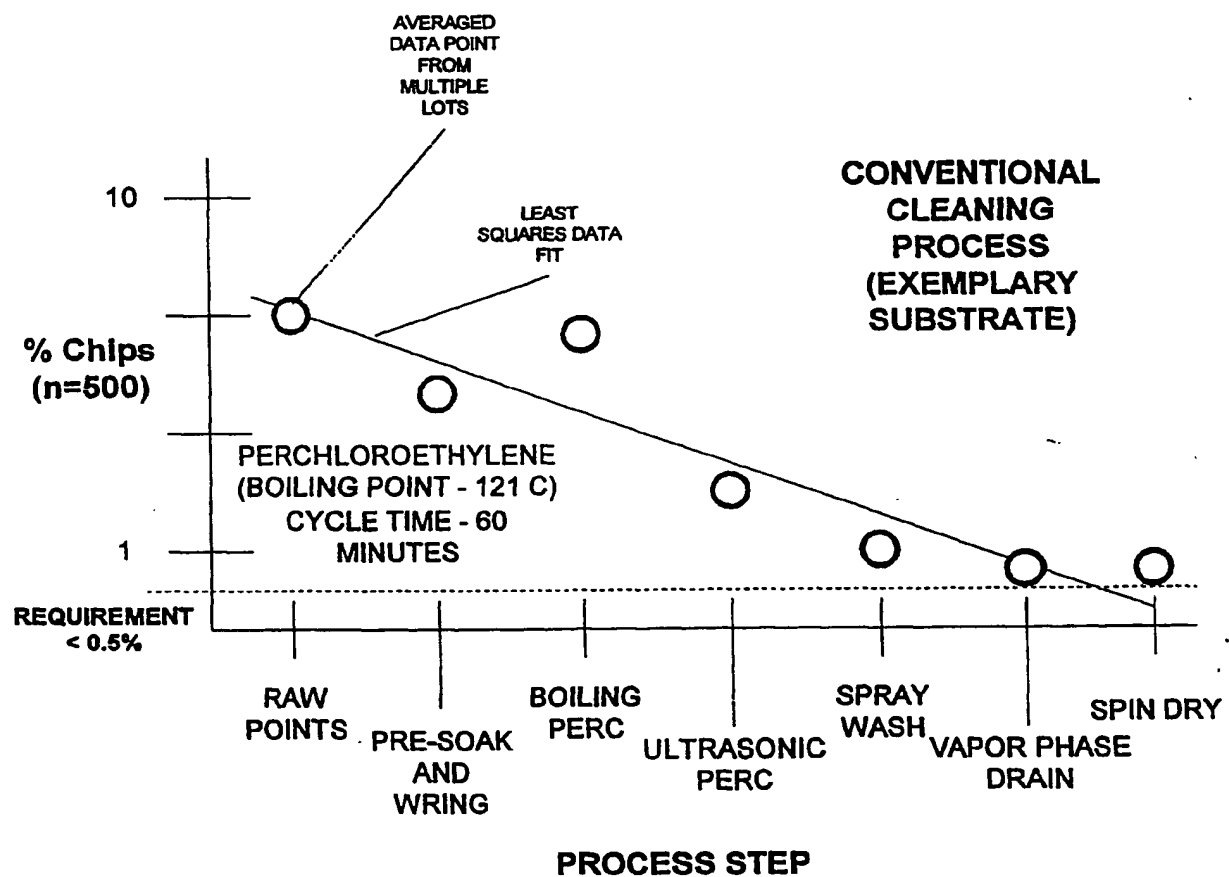 AVERAGED
DATA POINT
FROM
MULTIPLE
LOTS
CONVENTIONAL
CLEANING
PROCESS
(EXEMPLARY
SUBSTRATE)
LEAST
SQUARES DATA
FIT
10
% Chips
(n=500)
PERCHLOROETHYLENE
(BOILING POINT - 121 C)
CYCLE TIME - 60
MINUTES
1
REQUIREMENT
< 0.5%
RAW
POINTS
PRE-SOAK
AND
WRING
BOILING
PERC
ULTRASONIC
PERC
SPRAY
WASH
VAPOR PHASE
DRAIN
SPIN DRY
PROCESS STEP